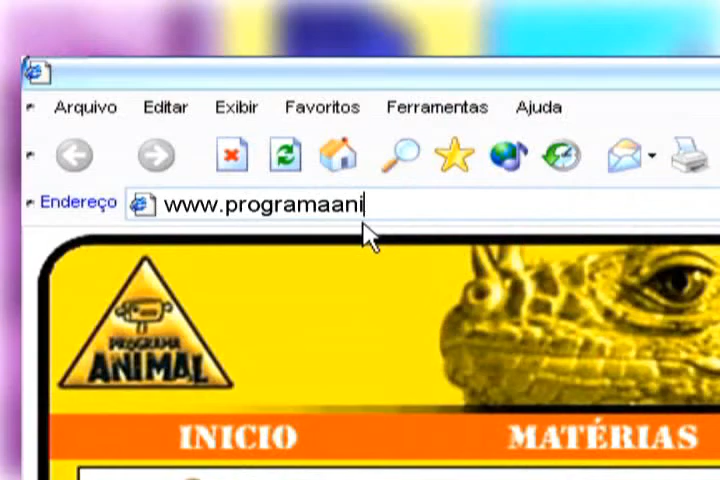 Arquivo Editar Exibir Favoritos Ferramentas Ajuda
Endereço www.programaani
PROGRAMA
ANIMAL
INICIO MATÉRIAS